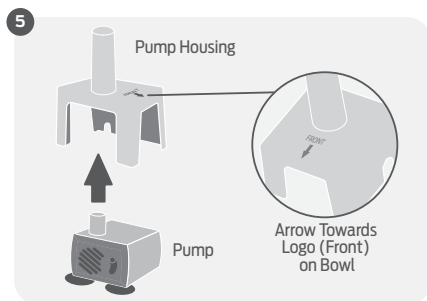 5
Pump Housing
FRONT
Pump
Arrow Towards
Logo (Front)
on Bowl